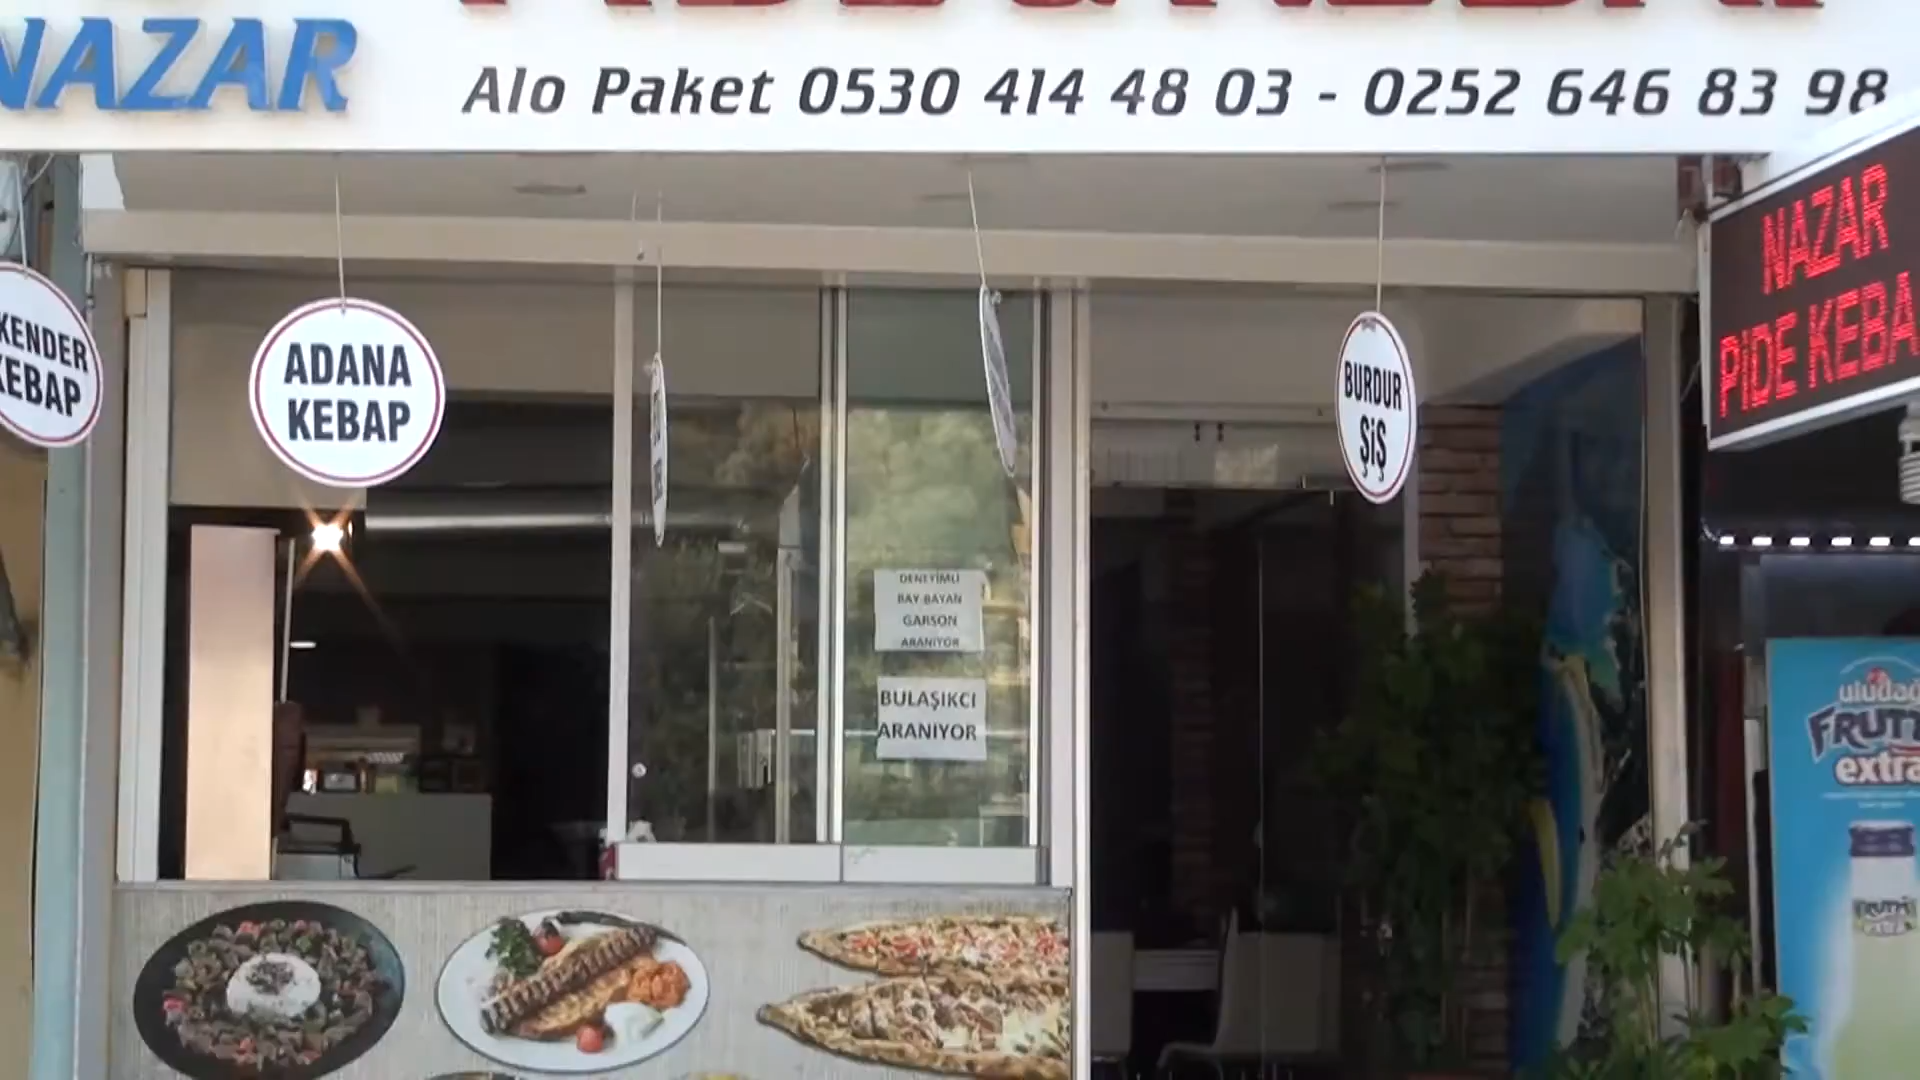 NAZAR
Alo Paket 0530 414 48 03 - 0252 646 83 98
NAZAR
PIDE KEBA
KENDER
KEBAP
ADANA
KEBAP
BURDUR
ŞİŞ
DENEYİMLİ
BAY-BAYAN
GARSON
ARANIYOR
BULAŞIKCI
ARANIYOR
uludağ
FRUTT
extra
FRUTTİ